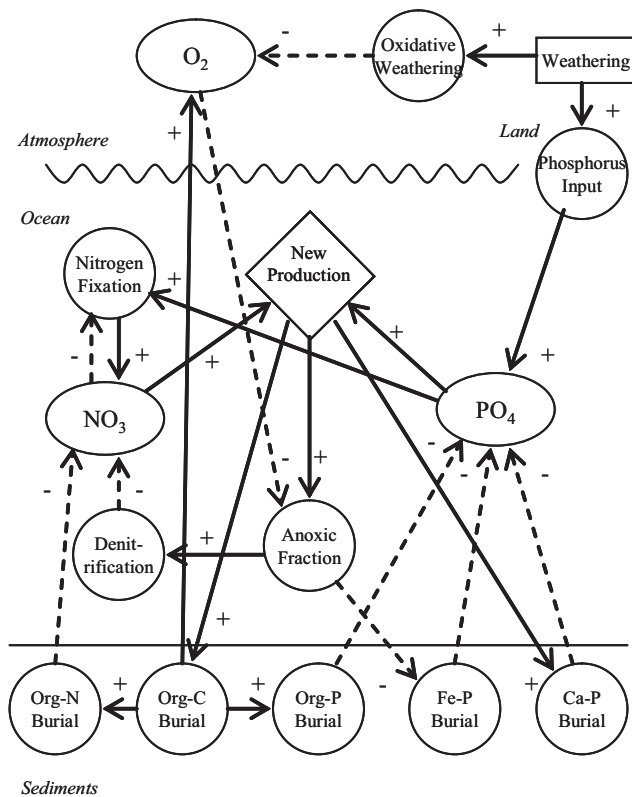 -
+
O2
Oxidative
Weathering
Weathering
+
+
Atmosphere
Land
Phosphorus
Input
Ocean
New
Production
Nitrogen
Fixation
+
-
+
+
+
+
NO3
PO4
-
-
-
-
-
-
+
Denit-
rification
+
Anoxic
Fraction
+
+
+
-
+
Org-N
Burial
Org-C
Burial
Org-P
Burial
Fe-P
Burial
Ca-P
Burial
Sediments